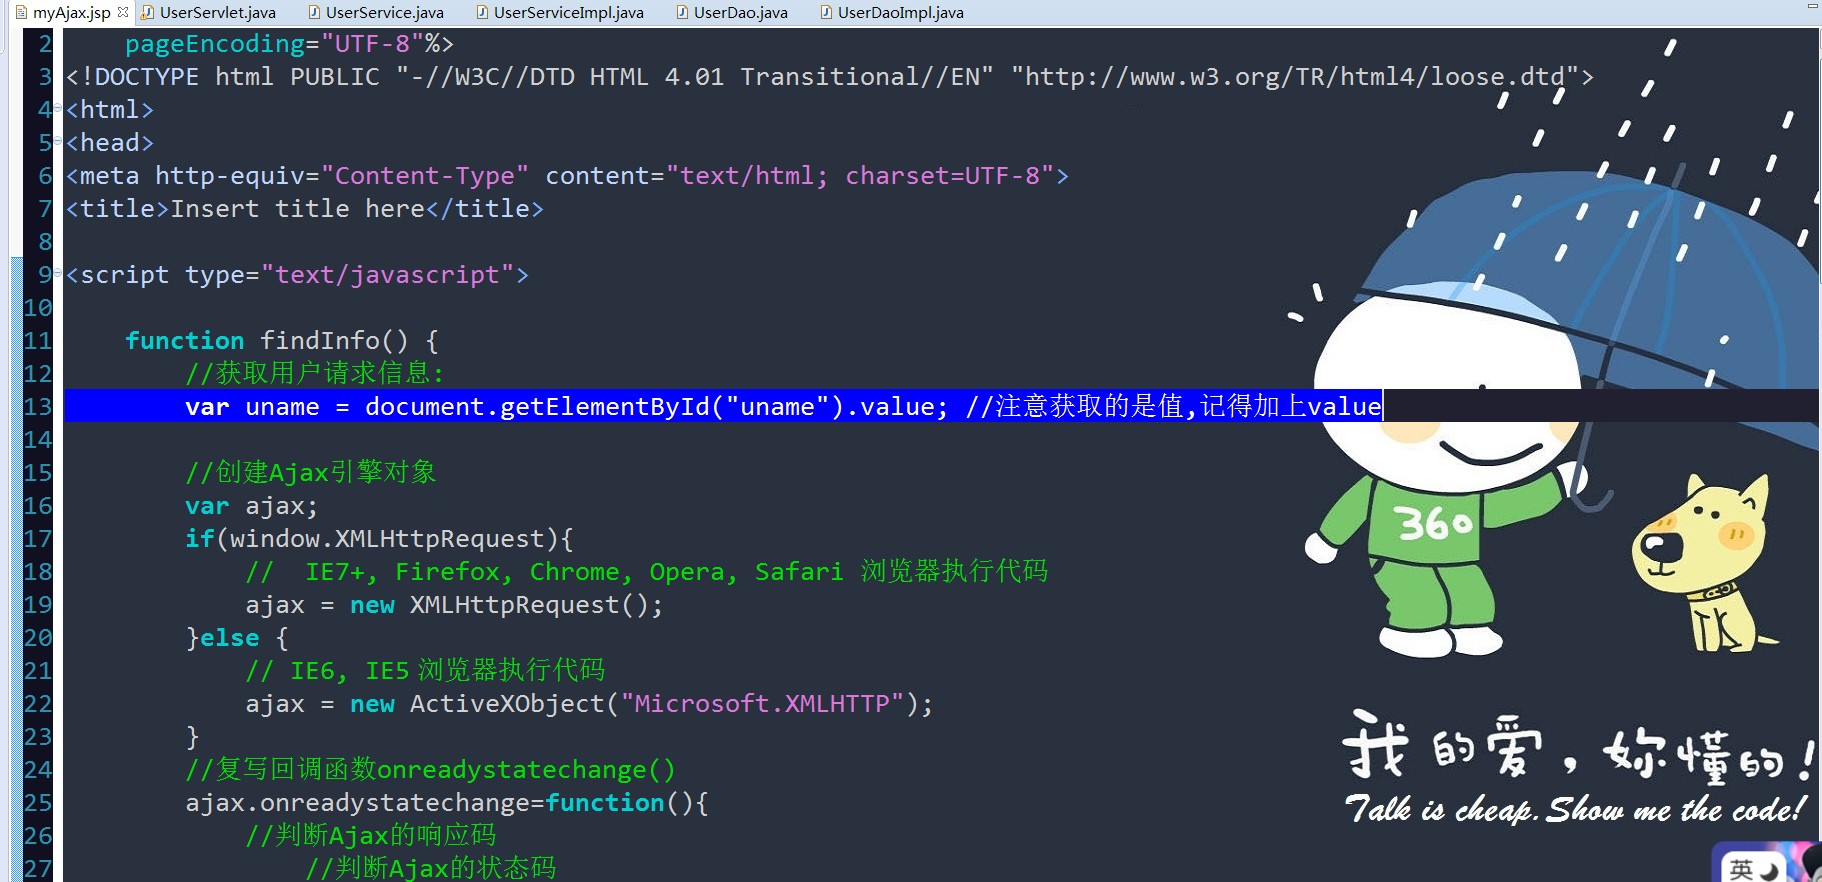 myAjax.jsp UserServlet.java UserService.java UserServiceImpl.java UserDao.java UserDaoImpl.java
2 pageEncoding="UTF-8"%>
3 <!DOCTYPE html PUBLIC "-//W3C//DTD HTML 4.01 Transitional//EN" "http://www.w3.org/TR/html4/loose.dtd">
4 <html>
5 <head>
6 <meta http-equiv="Content-Type" content="text/html; charset=UTF-8">
7 <title>Insert title here</title>
8
9 <script type="text/javascript">
10
11 function findInfo() {
12 //获取用户请求信息:
13 var uname = document.getElementById("uname").value; //注意获取的是值,记得加上value
14
15 //创建Ajax引擎对象
16 var ajax;
17 if(window.XMLHttpRequest){
18 // IE7+, Firefox, Chrome, Opera, Safari 浏览器执行代码
19 ajax = new XMLHttpRequest();
20 }else {
21 // IE6, IE5 浏览器执行代码
22 ajax = new ActiveXObject("Microsoft.XMLHTTP");
23 }
24 //复写回调函数onreadystatechange()
25 ajax.onreadystatechange=function(){
26 //判断Ajax的响应码
27 //判断Ajax的状态码
360
我的爱，妳懂的！
Talk is cheap. Show me the code!
英